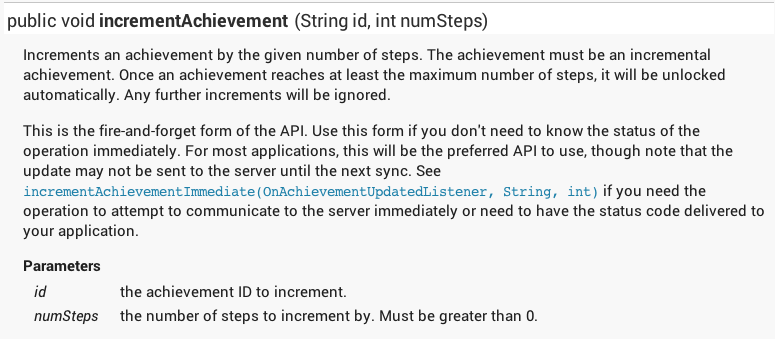 public void incrementAchievement (String id, int numSteps)
Increments an achievement by the given number of steps. The achievement must be an incremental
achievement. Once an achievement reaches at least the maximum number of steps, it will be unlocked
automatically. Any further increments will be ignored.
This is the fire-and-forget form of the API. Use this form if you don't need to know the status of the
operation immediately. For most applications, this will be the preferred API to use, though note that the
update may not be sent to the server until the next sync. See
incrementAchievementImmediate(OnAchievementUpdatedListener, String, int) if you need the
operation to attempt to communicate to the server immediately or need to have the status code delivered to
your application.
Parameters
id the achievement ID to increment.
numSteps the number of steps to increment by. Must be greater than 0.